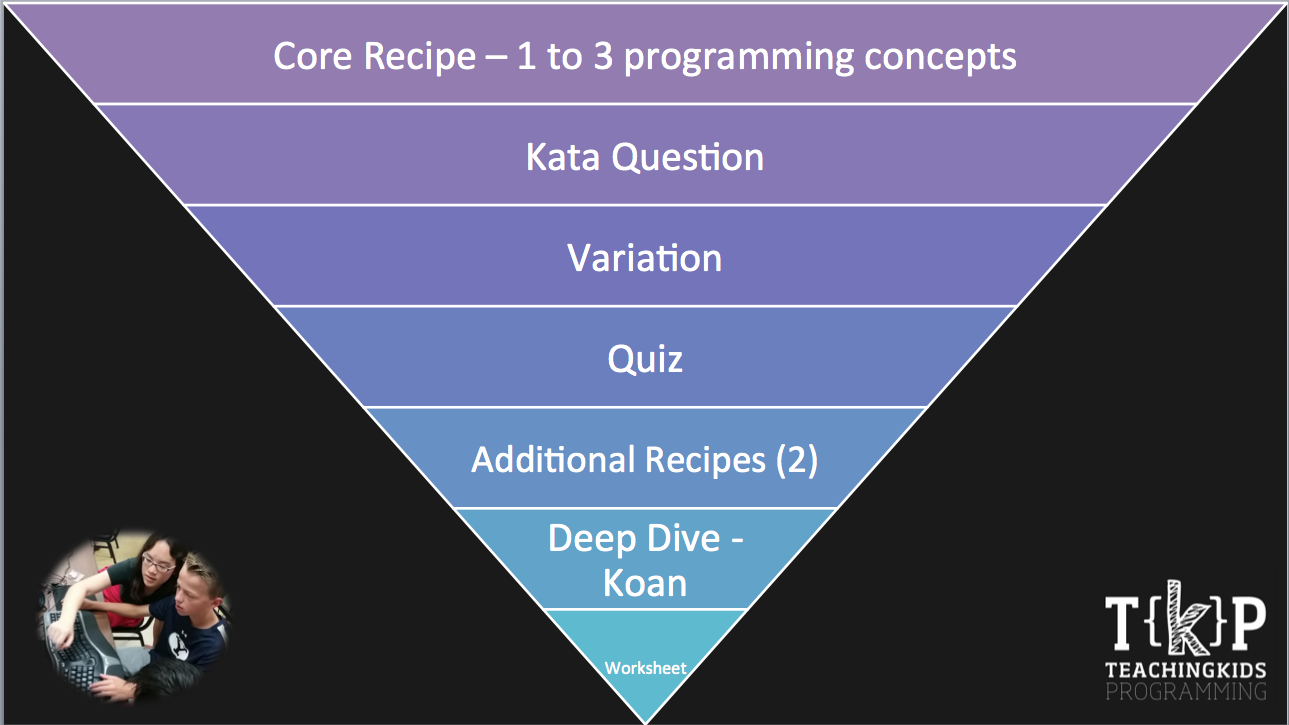 Core Recipe – 1 to 3 programming concepts
Kata Question
Variation
Quiz
Additional Recipes (2)
Deep Dive -
Koan
Worksheet
T{k}P
TEACHINGKIDS
PROGRAMMING